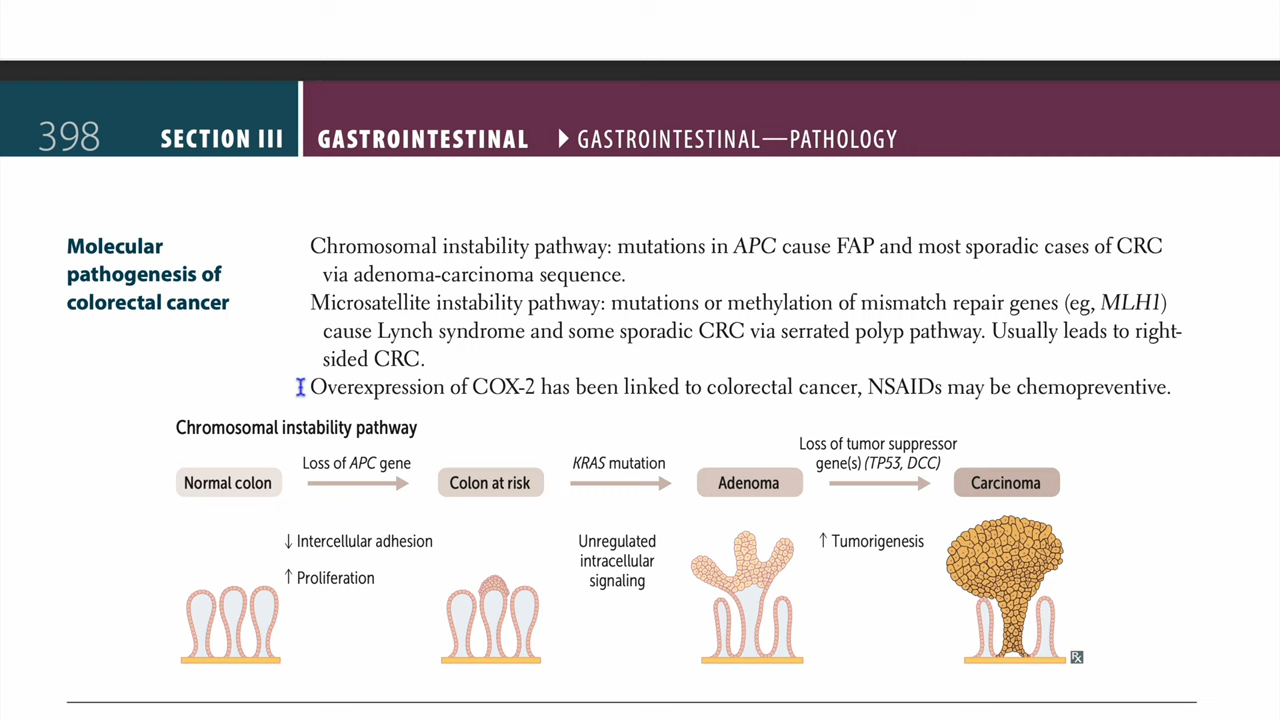 398 SECTION III GASTROINTESTINAL ▶ GASTROINTESTINAL—PATHOLOGY
Molecular
pathogenesis of
colorectal cancer
Chromosomal instability pathway: mutations in APC cause FAP and most sporadic cases of CRC
via adenoma-carcinoma sequence.
Microsatellite instability pathway: mutations or methylation of mismatch repair genes (eg, MLH1)
cause Lynch syndrome and some sporadic CRC via serrated polyp pathway. Usually leads to right-
sided CRC.
Overexpression of COX-2 has been linked to colorectal cancer, NSAIDs may be chemopreventive.
Chromosomal instability pathway
Normal colon
Loss of APC gene
Colon at risk
KRAS mutation
Adenoma
Loss of tumor suppressor
gene(s) (TP53, DCC)
Carcinoma
↓ Intercellular adhesion
↑ Proliferation
Unregulated
intracellular
signaling
↑ Tumorigenesis
Rx